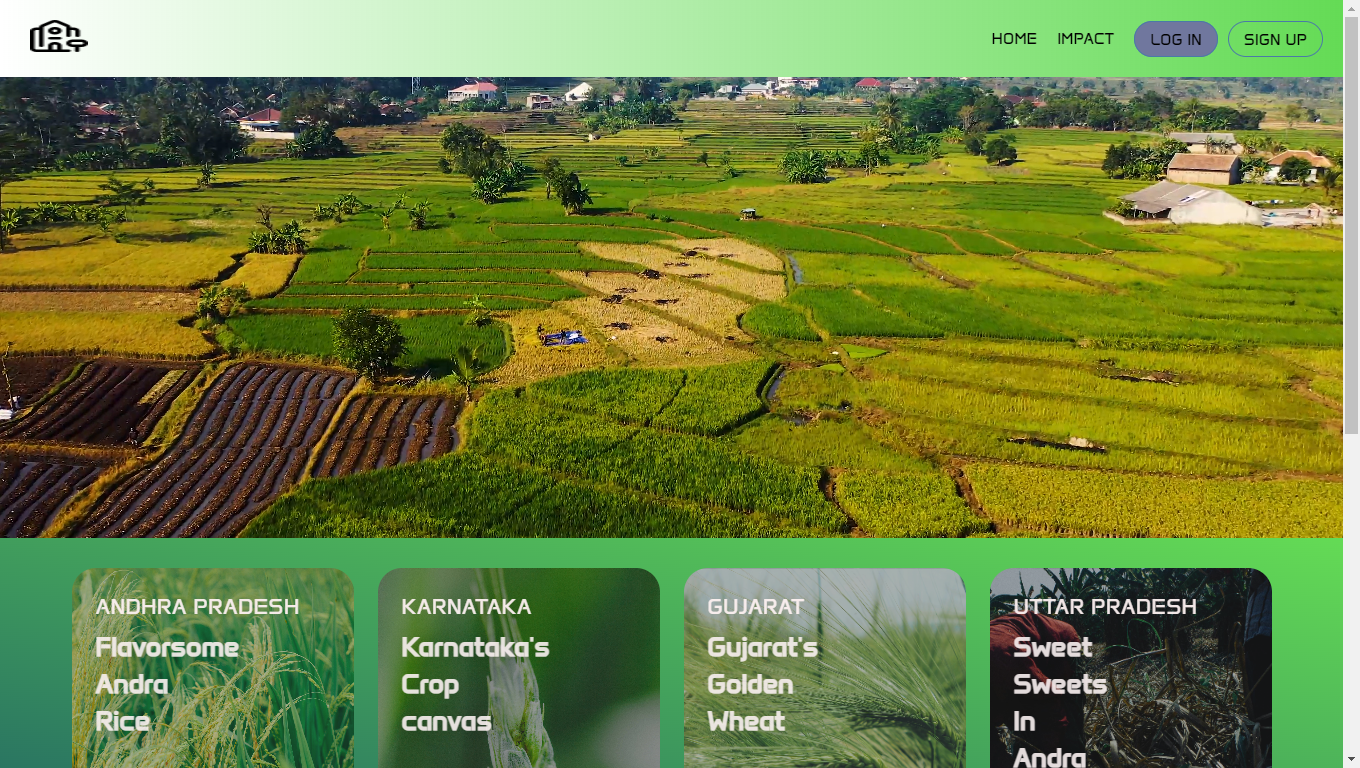 HOME IMPACT LOG IN SIGN UP
ANDHRA PRADESH
Flavorsome
Andra
Rice
KARNATAKA
Karnataka's
Crop
canvas
GUJARAT
Gujarat's
Golden
Wheat
UTTAR PRADESH
Sweet
Sweets
In
Andra